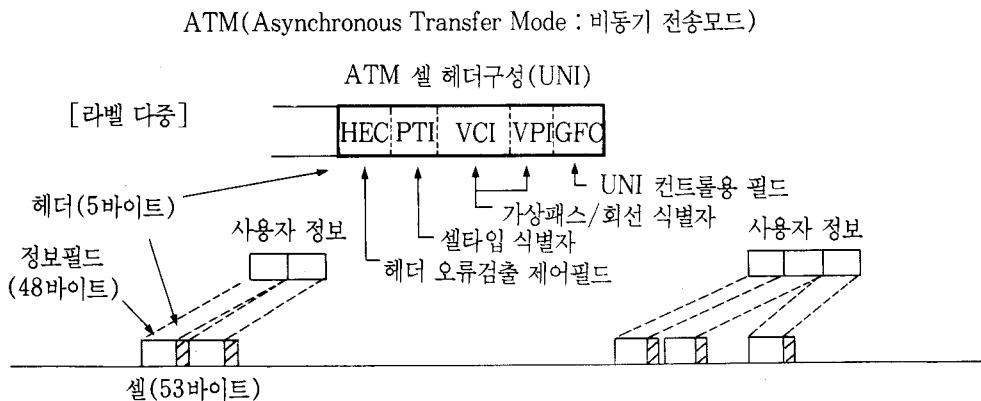 ATM(Asynchronous Transfer Mode : 비동기 전송모드)
ATM 셀 헤더구성(UNI)
[라벨 다중]
HEC PTI VCI VPI GFC
UNI 컨트롤용 필드
헤더(5바이트)
가상패스/회선 식별자
사용자 정보
셀타입 식별자
사용자 정보
정보필드
헤더 오류검출 제어필드
(48바이트)
셀(53바이트)